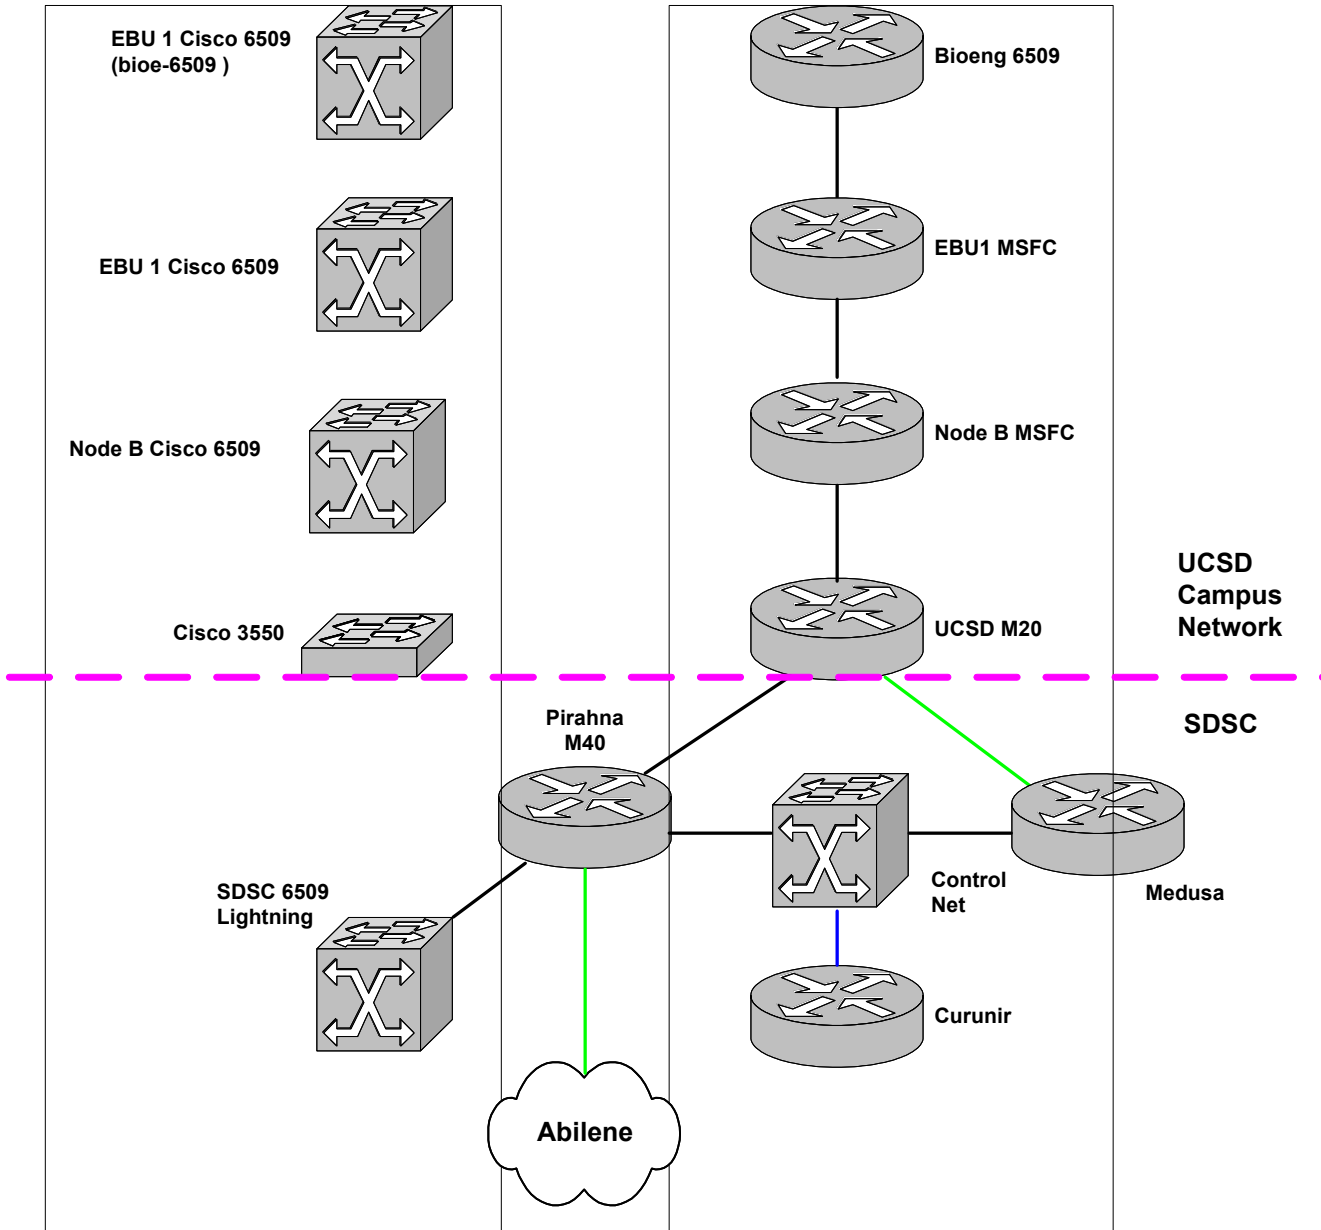 EBU 1 Cisco 6509
(bioe-6509 )
Bioeng 6509
EBU 1 Cisco 6509
EBU1 MSFC
Node B Cisco 6509
Node B MSFC
UCSD
Campus
Network
Cisco 3550
UCSD M20
Pirahna
M40
SDSC
SDSC 6509
Lightning
Control
Net
Medusa
Curunir
Abilene